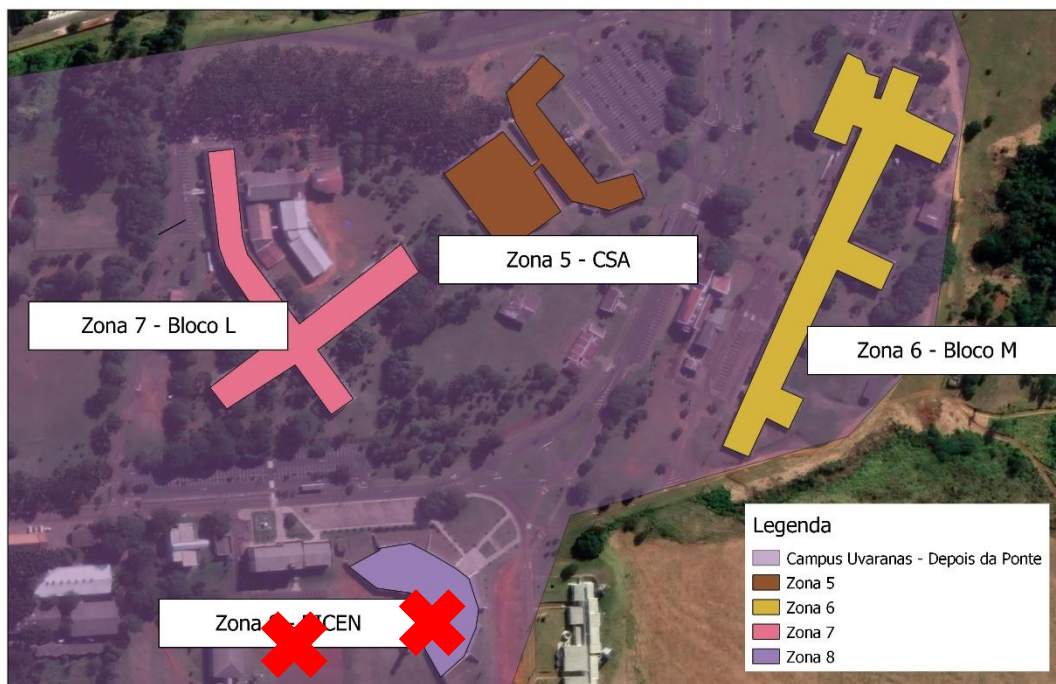 Zona 5 - CSA
Zona 7 - Bloco L
Zona 6 - Bloco M
Zona
Legenda
Campus Uvaranas - Depois da Ponte
Zona 5
Zona 6
Zona 7
Zona 8